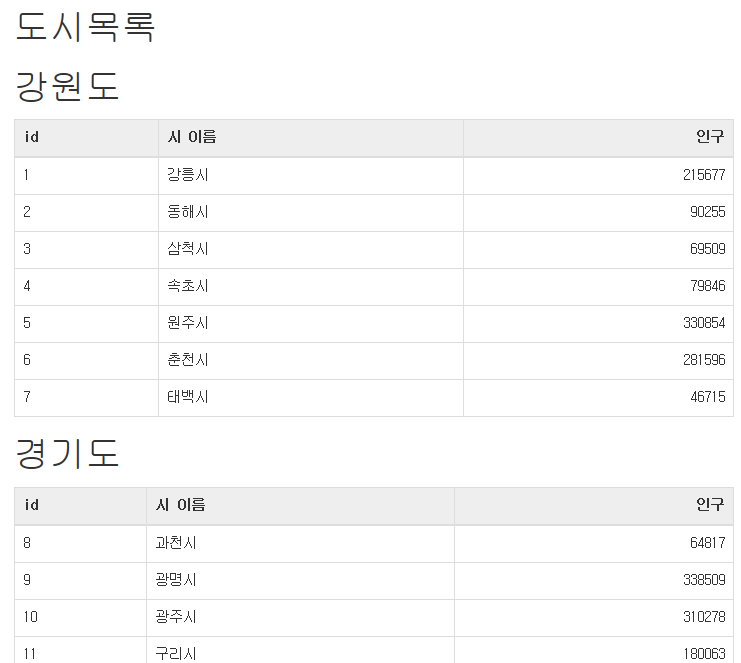 도시목록
강원도
id 시 이름 인구
1 강릉시 215677
2 동해시 90255
3 삼척시 69509
4 속초시 79846
5 원주시 330854
6 춘천시 281596
7 태백시 46715
경기도
id 시 이름 인구
8 과천시 64817
9 광명시 338509
10 광주시 310278
11 구리시 180063